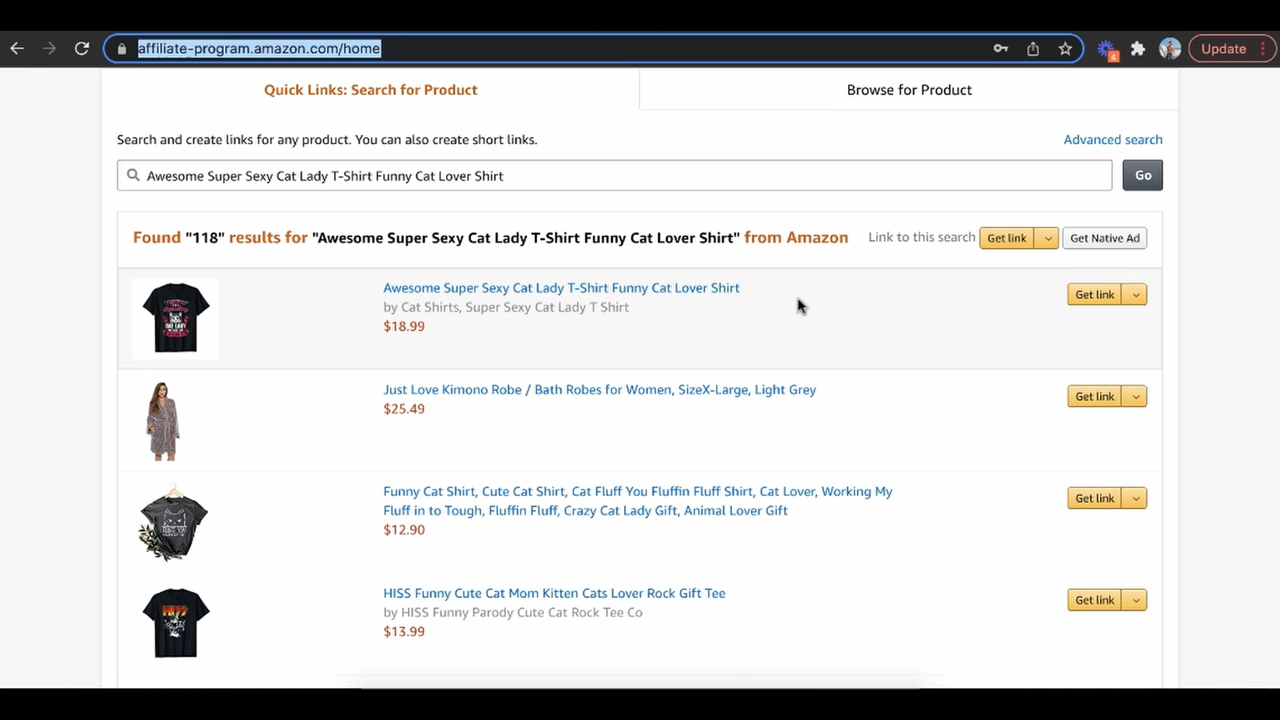 affiliate-program.amazon.com/home
4
Update
Quick Links: Search for Product
Browse for Product
Search and create links for any product. You can also create short links.
Advanced search
Awesome Super Sexy Cat Lady T-Shirt Funny Cat Lover Shirt
Go
Found "118" results for "Awesome Super Sexy Cat Lady T-Shirt Funny Cat Lover Shirt" from Amazon
Link to this search
Get link
Get Native Ad
Awesome Super Sexy Cat Lady T-Shirt Funny Cat Lover Shirt
by Cat Shirts, Super Sexy Cat Lady T Shirt
$18.99
Get link
CAT LADY
Just Love Kimono Robe / Bath Robes for Women, SizeX-Large, Light Grey
$25.49
Get link
Funny Cat Shirt, Cute Cat Shirt, Cat Fluff You Fluffin Fluff Shirt, Cat Lover, Working My
Fluff in to Tough, Fluffin Fluff, Crazy Cat Lady Gift, Animal Lover Gift
$12.90
Get link
HISS Funny Cute Cat Mom Kitten Cats Lover Rock Gift Tee
by HISS Funny Parody Cute Cat Rock Tee Co
$13.99
Get link
HISS